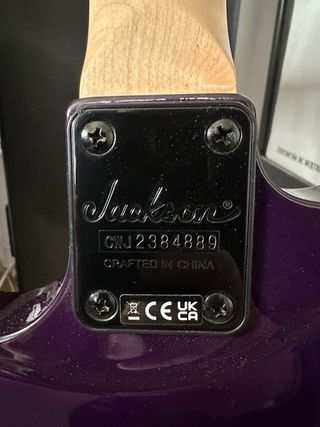 Jackson®
CWJ2384889
CRAFTED IN CHINA
CE UK CA